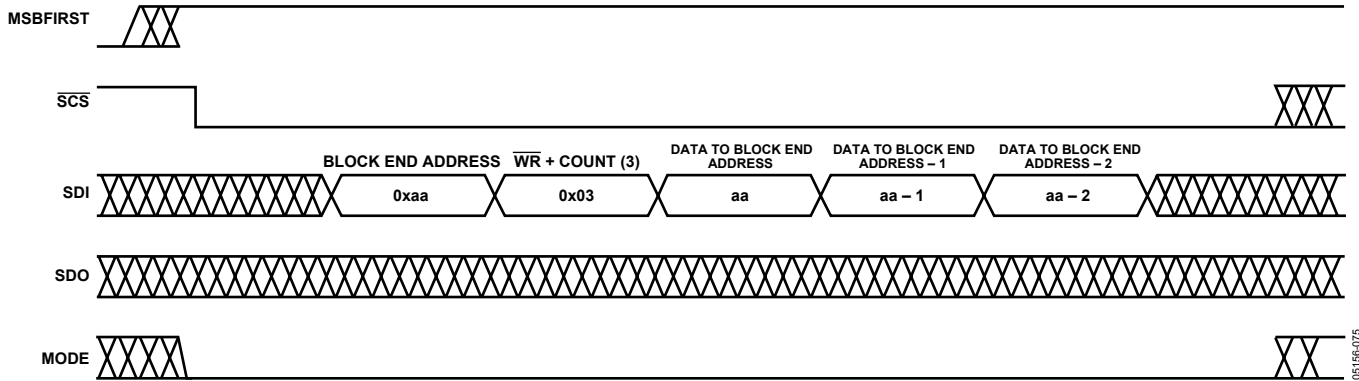 MSBFIRST
SCS
BLOCK END ADDRESS
WR + COUNT (3)
DATA TO BLOCK END
ADDRESS
DATA TO BLOCK END
ADDRESS – 1
DATA TO BLOCK END
ADDRESS – 2
SDI
0xaa
0x03
aa
aa – 1
aa – 2
SDO
MODE
05156-075